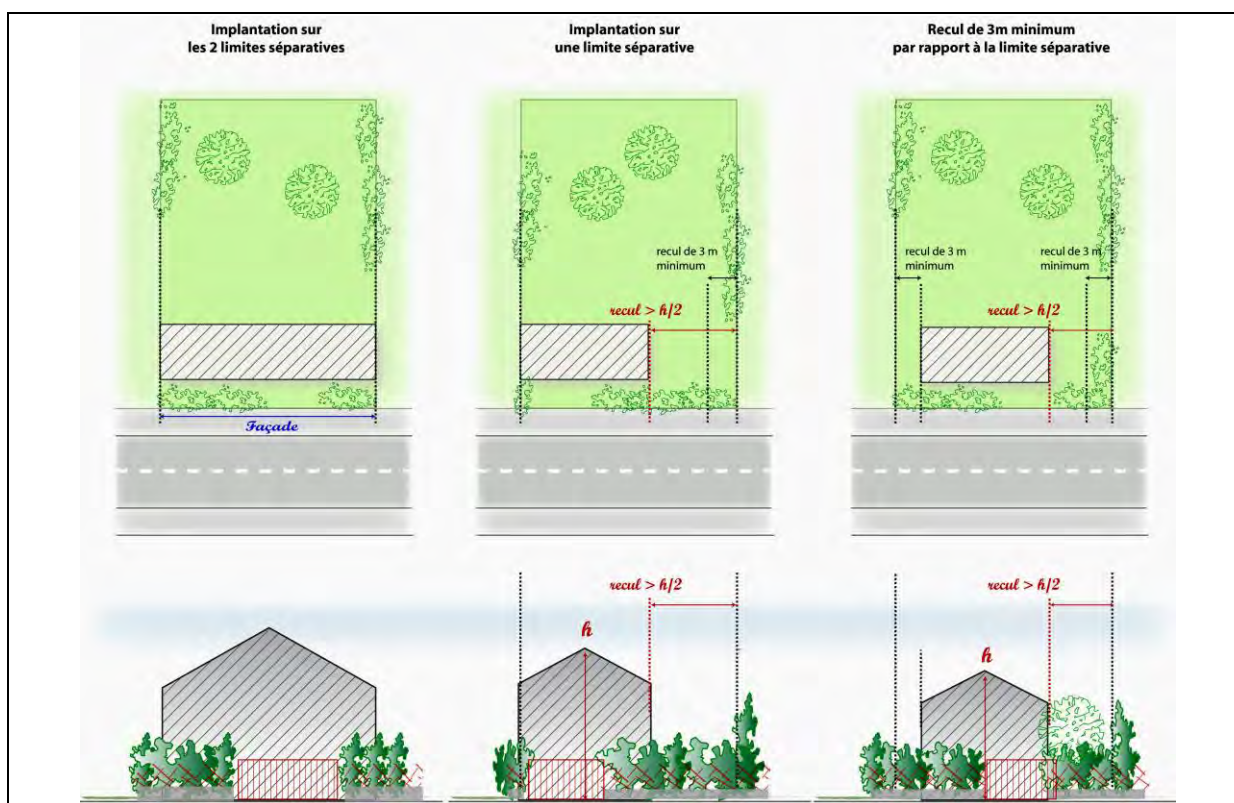 Implantation sur
les 2 limites séparatives
Implantation sur
une limite séparative
Recul de 3m minimum
par rapport à la limite séparative
recul de 3 m
minimum
recul de 3 m
minimum
recul de 3 m
minimum
recul > h/2
recul > h/2
Façade
recul > h/2
recul > h/2
h
h